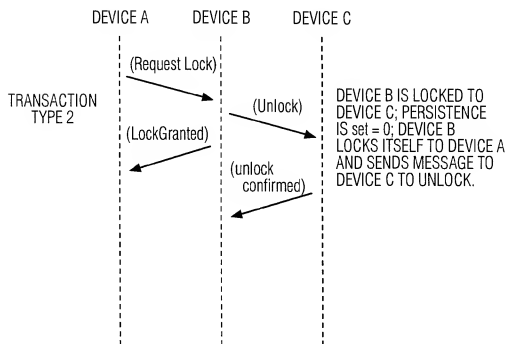 DEVICE A DEVICE B DEVICE C
(Request Lock)
TRANSACTION
TYPE 2
(Unlock)
(LockGranted)
(unlock
confirmed)
DEVICE B IS LOCKED TO
DEVICE C; PERSISTENCE
IS set = 0; DEVICE B
LOCKS ITSELF TO DEVICE A
AND SENDS MESSAGE TO
DEVICE C TO UNLOCK.